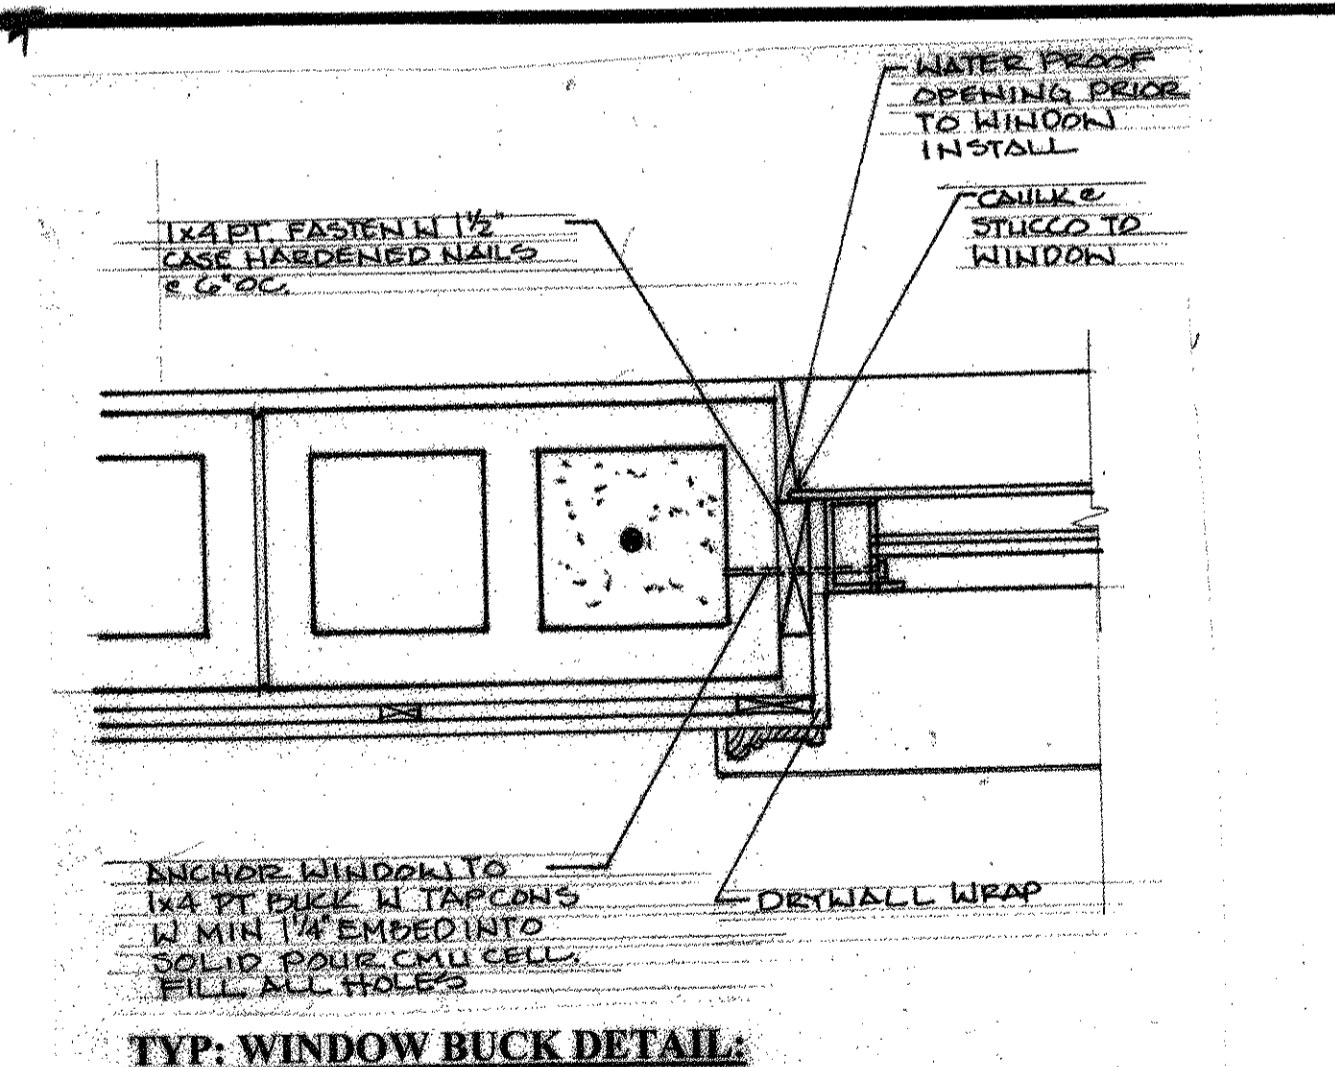 WATER PROOF
OPENING PRIOR
TO WINDOW
INSTALL
CAULK @
STUCCO TO
WINDOW
1x4 PT. FASTEN W 1½"
CASE HARDENED NAILS
@ 6" OC.
ANCHOR WINDOW TO
1x4 PT BUCK W TAPCONS
W MIN 1¼" EMBED INTO
SOLID POUR CMU CELL.
FILL ALL HOLES
DRYWALL WRAP
TYP: WINDOW BUCK DETAIL: